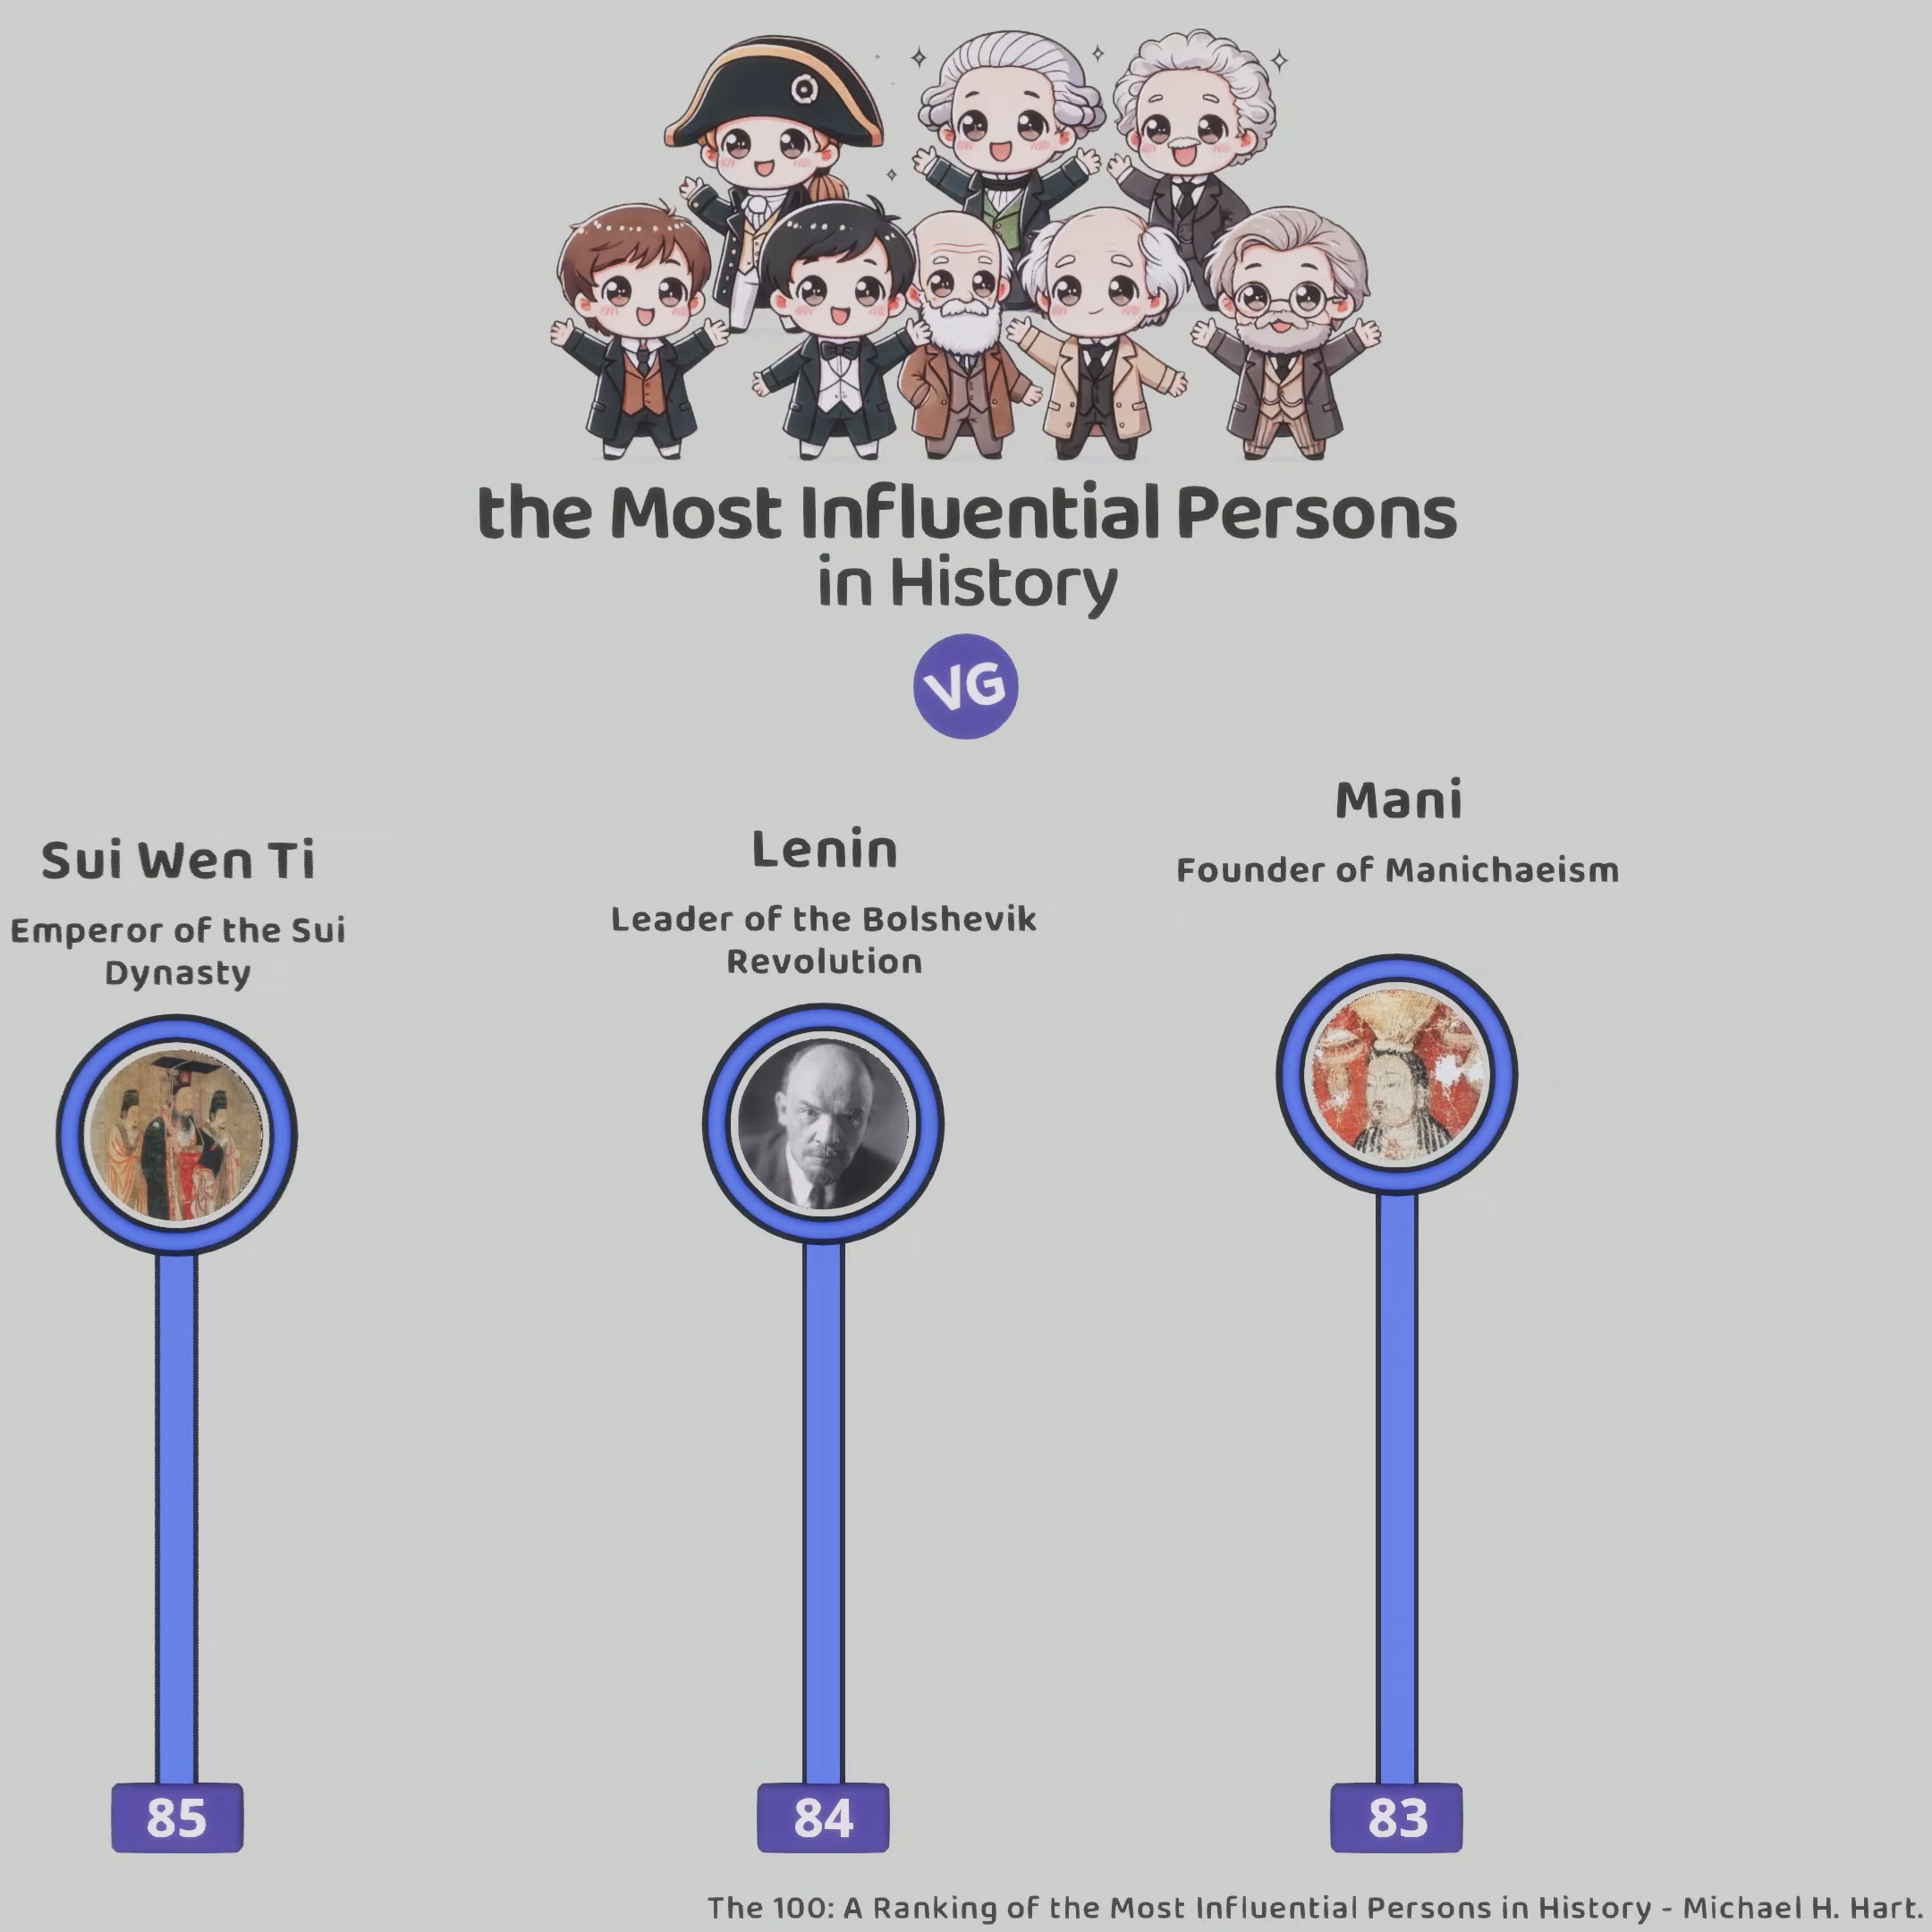 the Most Influential Persons
in History
VG
Sui Wen Ti
Emperor of the Sui
Dynasty
Lenin
Leader of the Bolshevik
Revolution
Mani
Founder of Manichaeism
85
84
83
The 100: A Ranking of the Most Influential Persons in History - Michael H. Hart.